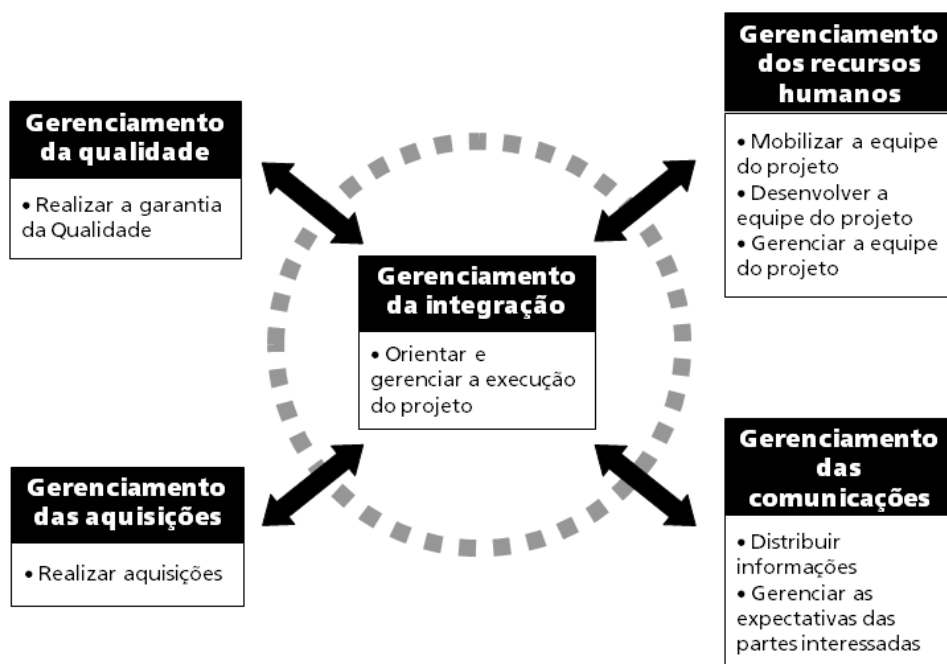 Gerenciamento
da qualidade
• Realizar a garantia
da Qualidade
Gerenciamento
dos recursos
humanos
• Mobilizar a equipe
do projeto
• Desenvolver a
equipe do projeto
• Gerenciar a equipe
do projeto
Gerenciamento
da integração
• Orientar e
gerenciar a execução
do projeto
Gerenciamento
das aquisições
• Realizar aquisições
Gerenciamento
das
comunicações
• Distribuir
informações
• Gerenciar as
expectativas das
partes interessadas